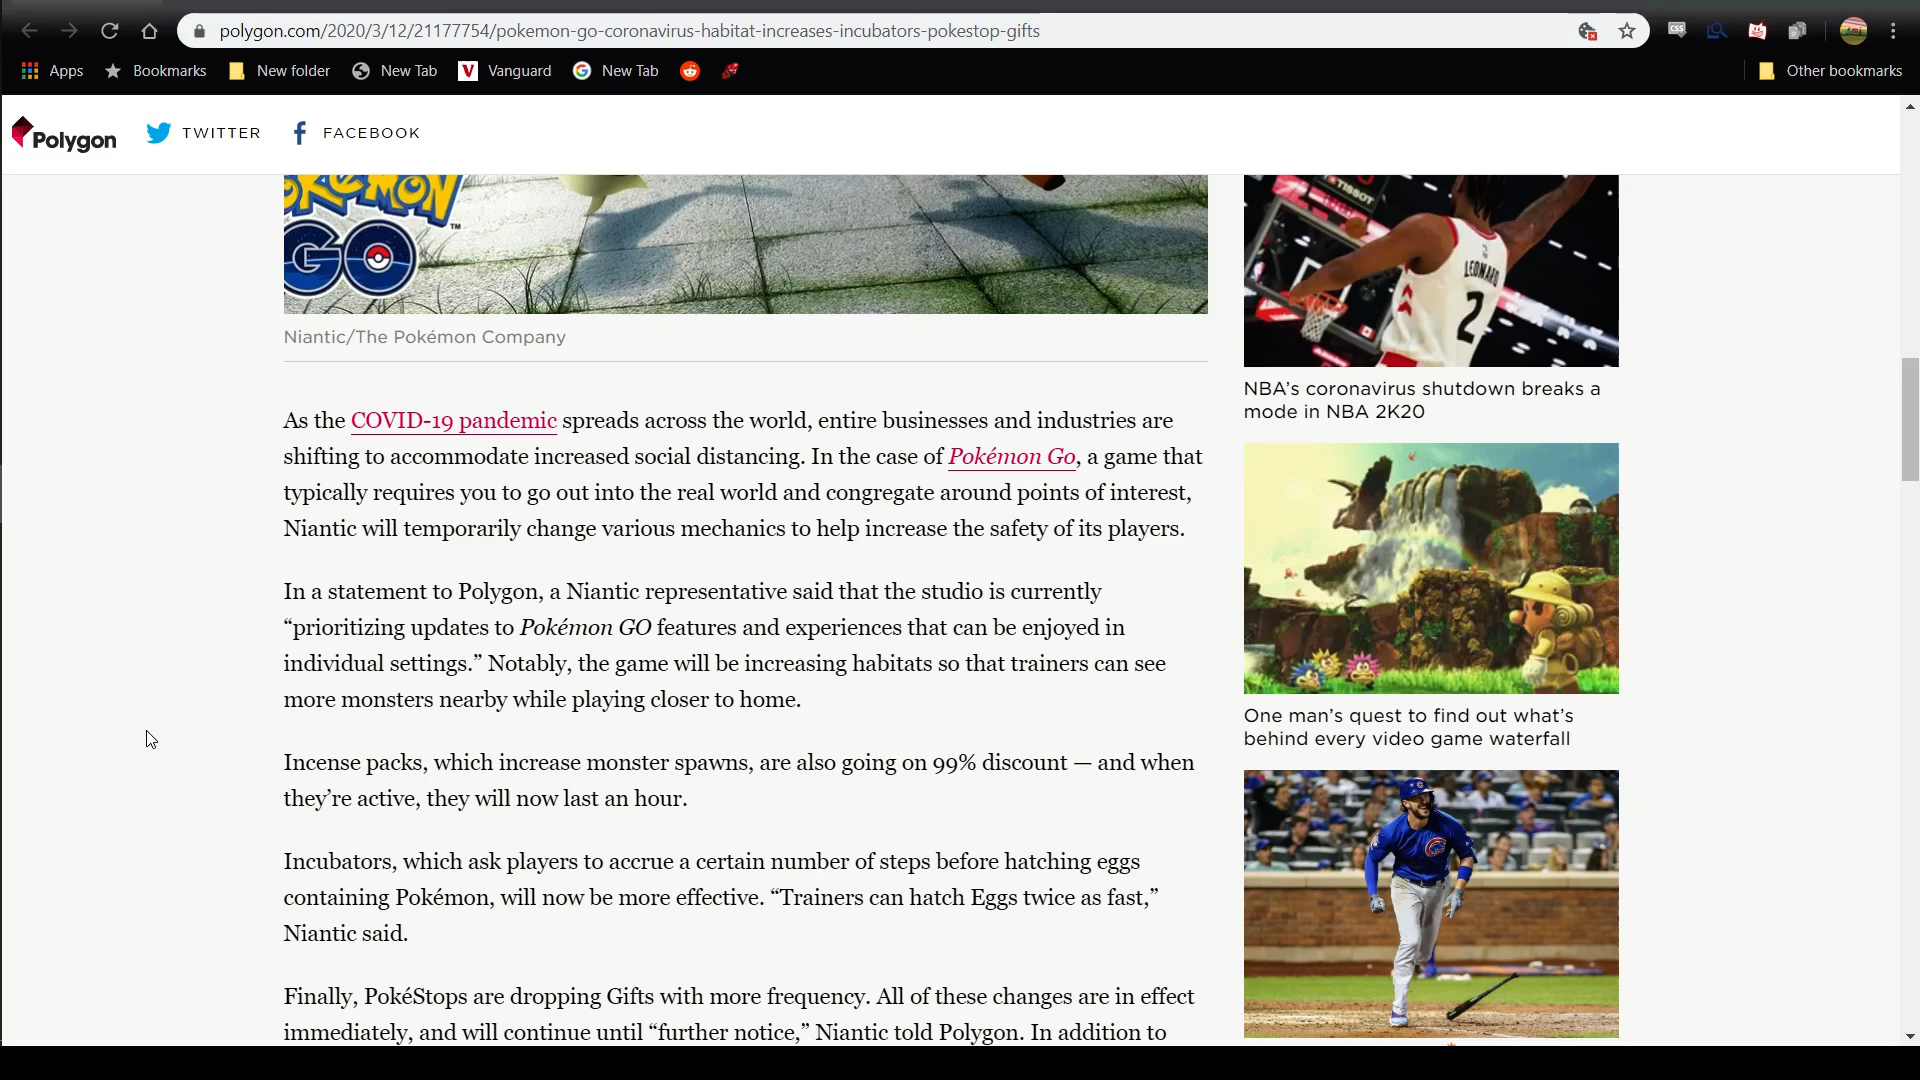 polygon.com/2020/3/12/21177754/pokemon-go-coronavirus-habitat-increases-incubators-pokestop-gifts
Apps
Bookmarks
New folder
New Tab
Vanguard
New Tab
Other bookmarks
Polygon
TWITTER
FACEBOOK
POKÉMON
GO
TM
Niantic/The Pokémon Company
As the COVID-19 pandemic spreads across the world, entire businesses and industries are
shifting to accommodate increased social distancing. In the case of Pokémon Go, a game that
typically requires you to go out into the real world and congregate around points of interest,
Niantic will temporarily change various mechanics to help increase the safety of its players.
In a statement to Polygon, a Niantic representative said that the studio is currently
“prioritizing updates to Pokémon GO features and experiences that can be enjoyed in
individual settings.” Notably, the game will be increasing habitats so that trainers can see
more monsters nearby while playing closer to home.
Incense packs, which increase monster spawns, are also going on 99% discount — and when
they’re active, they will now last an hour.
Incubators, which ask players to accrue a certain number of steps before hatching eggs
containing Pokémon, will now be more effective. “Trainers can hatch Eggs twice as fast,”
Niantic said.
Finally, PokéStops are dropping Gifts with more frequency. All of these changes are in effect
immediately, and will continue until “further notice,” Niantic told Polygon. In addition to
TISSOT
LEONARD
2
NBA’s coronavirus shutdown breaks a
mode in NBA 2K20
One man’s quest to find out what’s
behind every video game waterfall